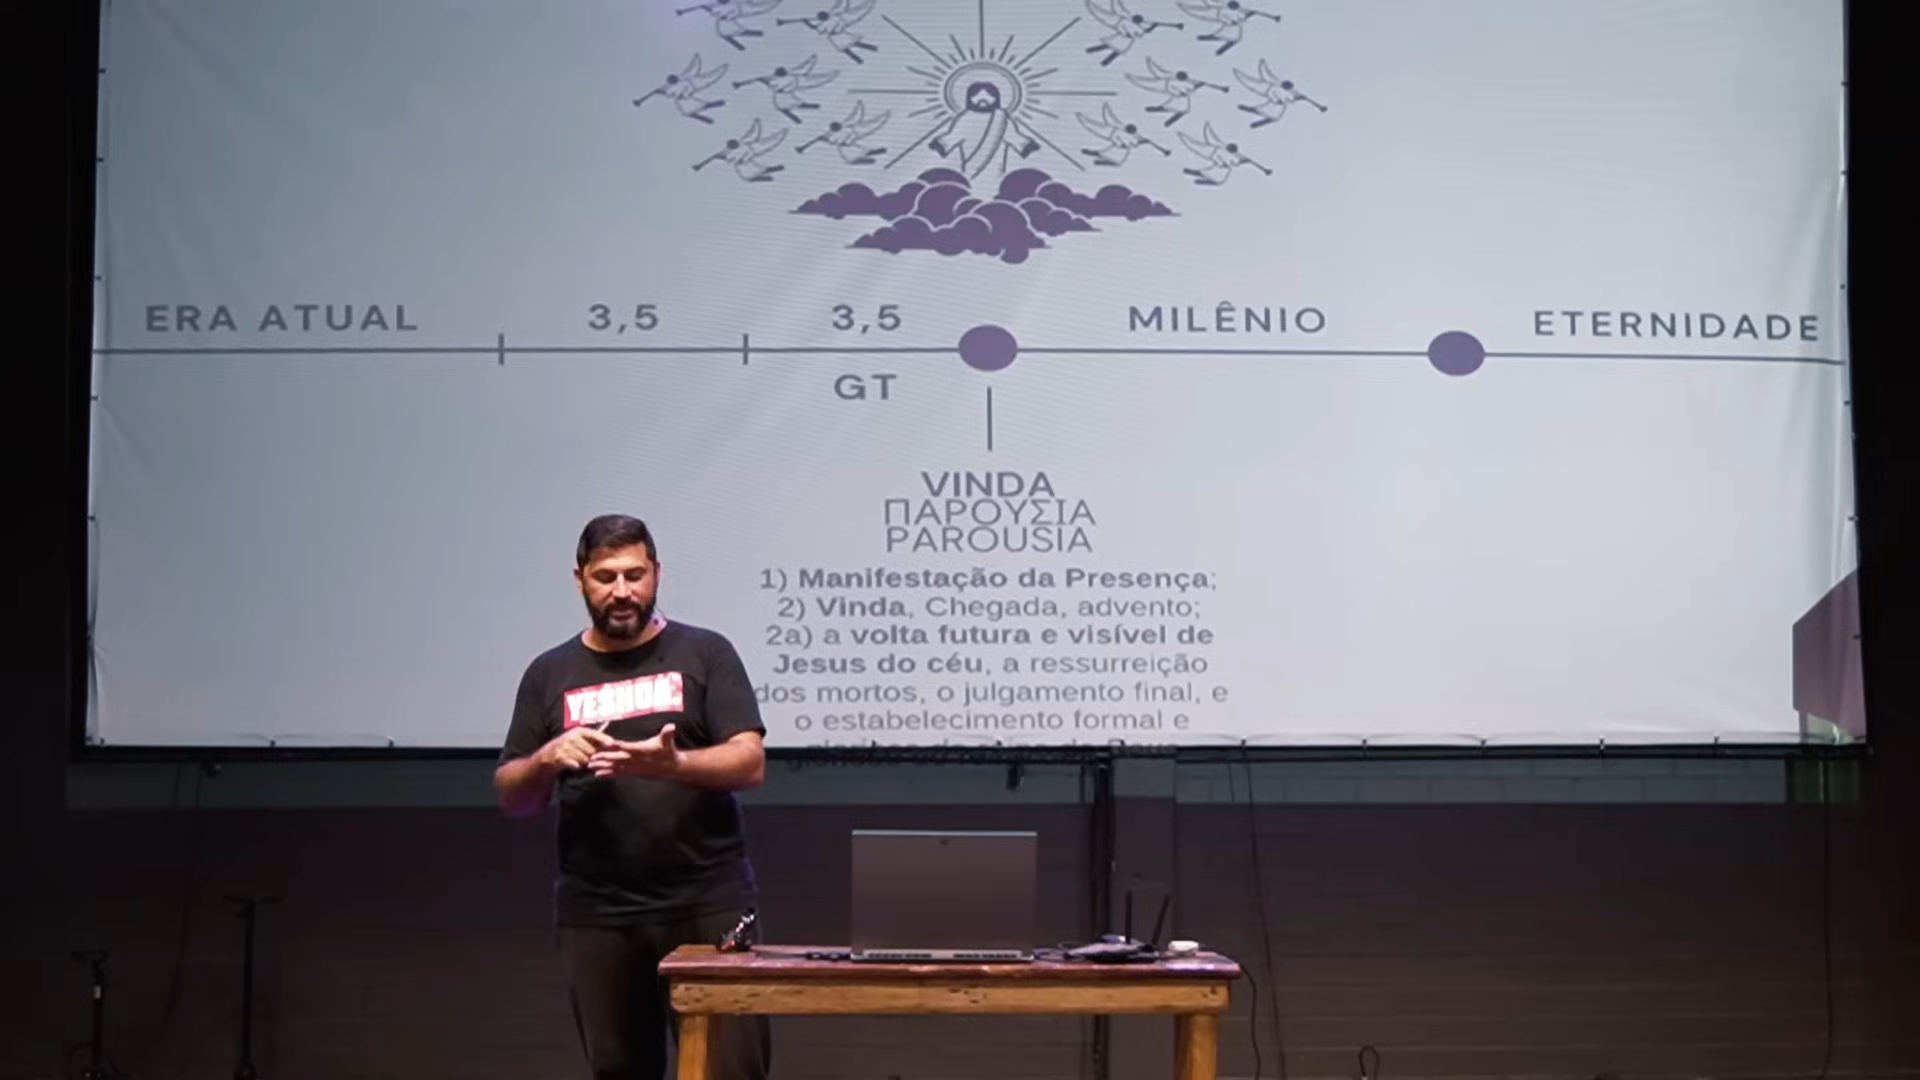 ERA ATUAL
3,5
3,5
MILÊNIO
ETERNIDADE
GT
VINDA
ΠΑΡΟΥΣΙΑ
PAROUSIA
1) Manifestação da Presença;
2) Vinda, Chegada, advento;
2a) a volta futura e visível de
Jesus do céu, a ressurreição
dos mortos, o julgamento final, e
o estabelecimento formal e
YESHUA